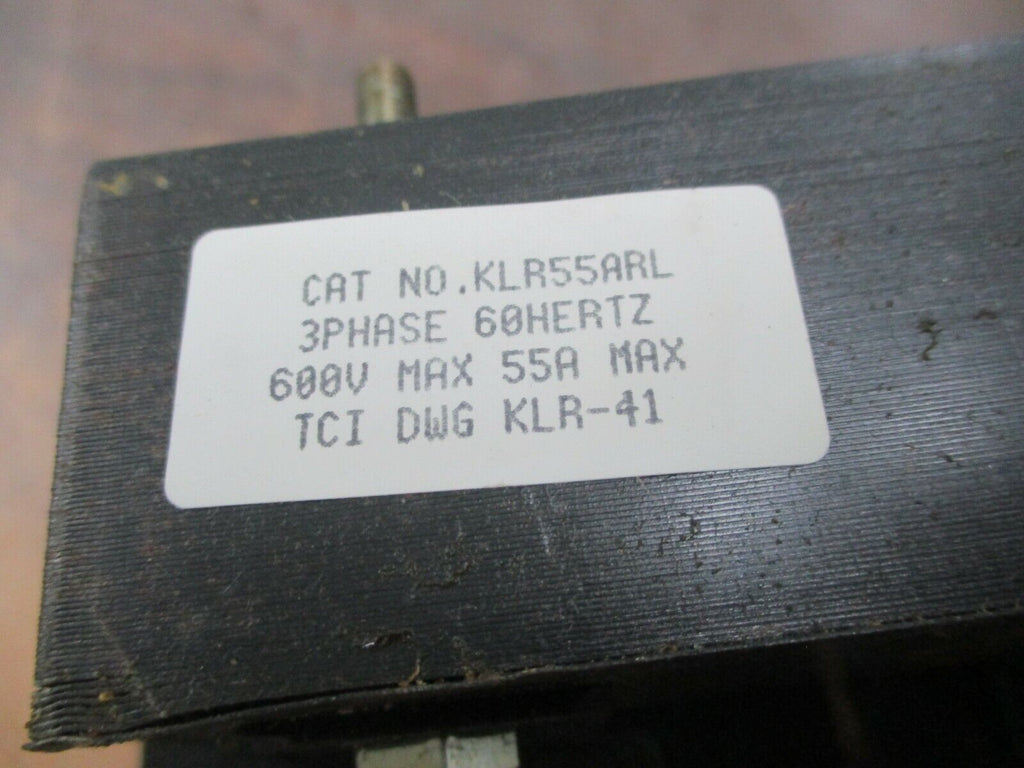 CAT NO.KLR55ARL
3PHASE 60HERTZ
600V MAX 55A MAX
TCI DWG KLR-41